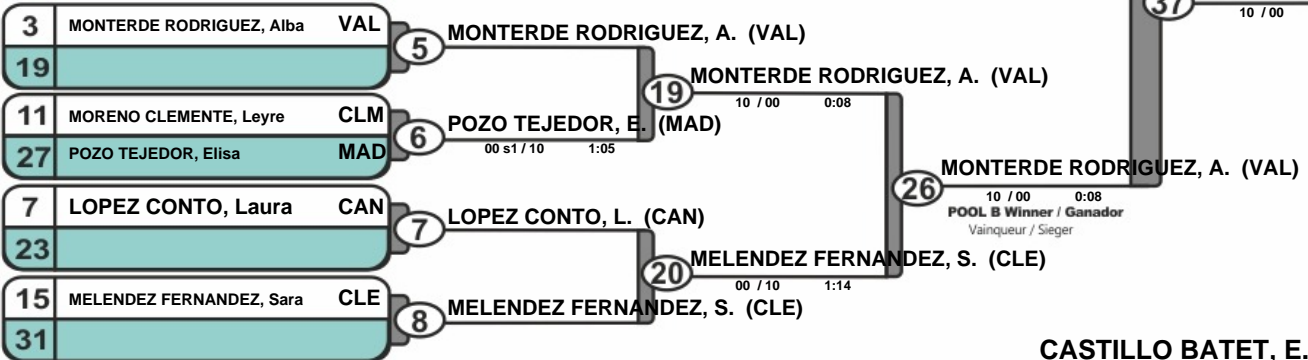 37
10 / 00
3 MONTERDE RODRIGUEZ, Alba VAL
19
5 MONTERDE RODRIGUEZ, A. (VAL)
11 MORENO CLEMENTE, Leyre CLM
27 POZO TEJEDOR, Elisa MAD
6 POZO TEJEDOR, E. (MAD)
00 s1 / 10 1:05
19 MONTERDE RODRIGUEZ, A. (VAL)
10 / 00 0:08
7 LOPEZ CONTO, Laura CAN
23
7 LOPEZ CONTO, L. (CAN)
15 MELENDEZ FERNANDEZ, Sara CLE
31
8 MELENDEZ FERNANDEZ, S. (CLE)
20 MELENDEZ FERNANDEZ, S. (CLE)
00 / 10 1:14
26 MONTERDE RODRIGUEZ, A. (VAL)
10 / 00 0:08
POOL B Winner / Ganador
Vainqueur / Sieger
CASTILLO BATET, E.